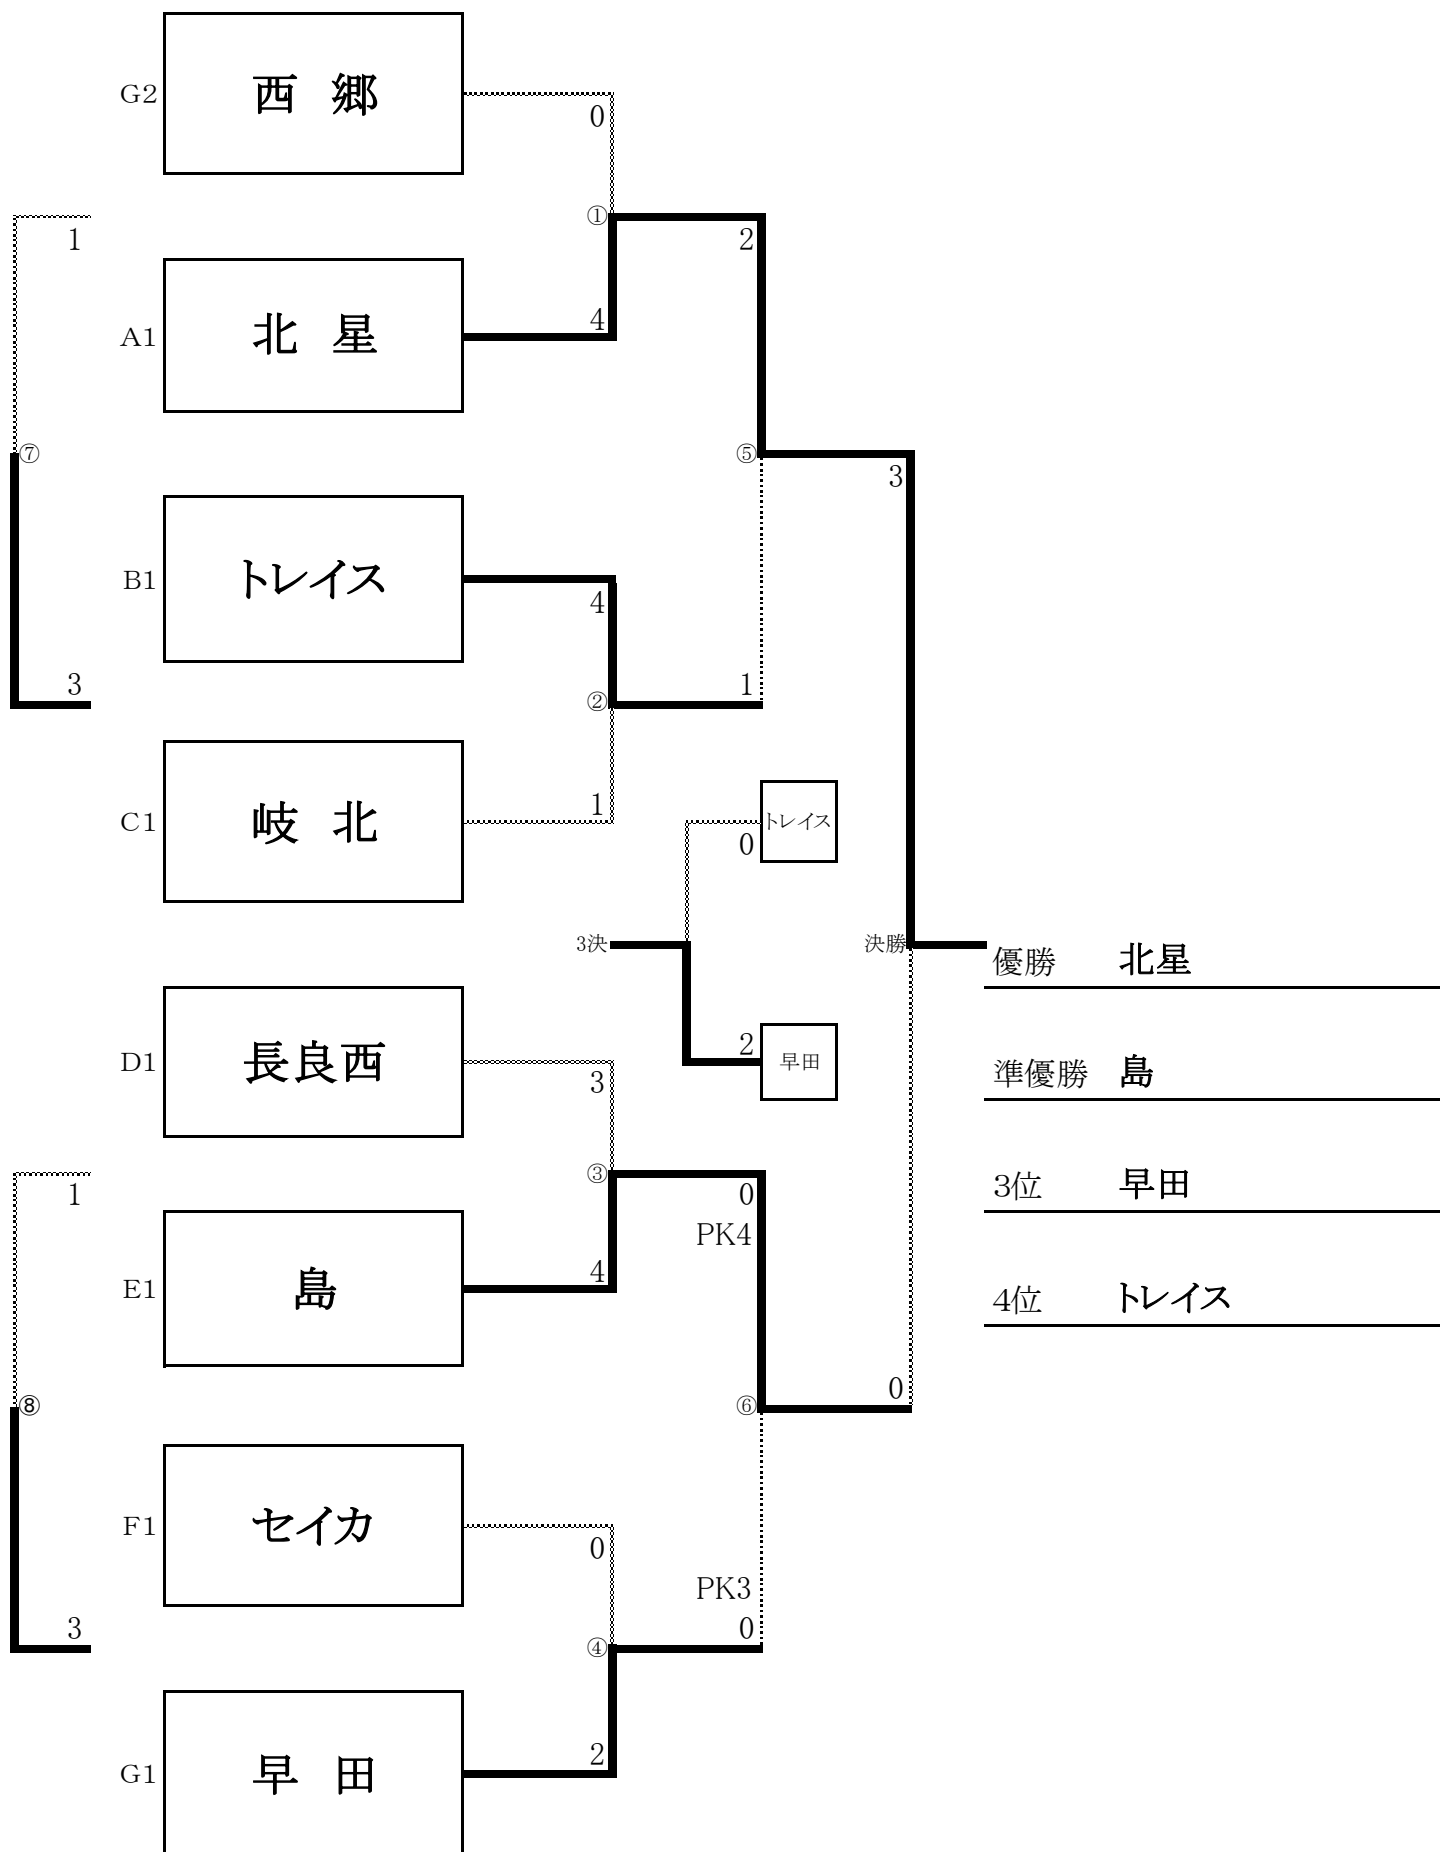 G2 西 郷
0
①
1
2
4
A1 北 星
⑦
⑤
3
B1 トレイス
4
3
②
1
C1 岐 北
1
トレイス
0
3決
決勝
優勝 北星
D1 長良西
2
早田
3
準優勝 島
③
1
0
3位 早田
PK4
E1 島
4
4位 トレイス
0
⑧
⑥
F1 セイカ
0
PK3
3
0
④
2
G1 早 田